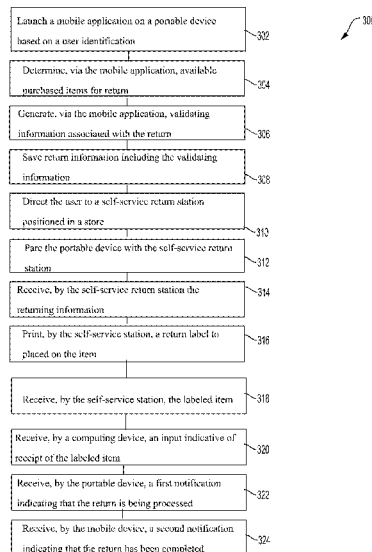 Launch a mobile application on a portable device
based on a user identification
302
Determine, via the mobile application, available
purchased items for return
304
Generate, via the mobile application, validating
information associated with the return
306
Save return information including the validating
information
308
Direct the user to a self-service return station
positioned in a store
310
Pare the portable device with the self-service return
station
312
Receive, by the self-service return station the
returning information
314
Print, by the self-service station, a return label to
placed on the item
316
Receive, by the self-service station, the labeled item
318
Receive, by a computing device, an input indicative of
receipt of the labeled item
320
Receive, by the portable device, a first notification
indicating that the return is being processed
322
Receive, by the mobile device, a second notification
indicating that the return has been completed
324